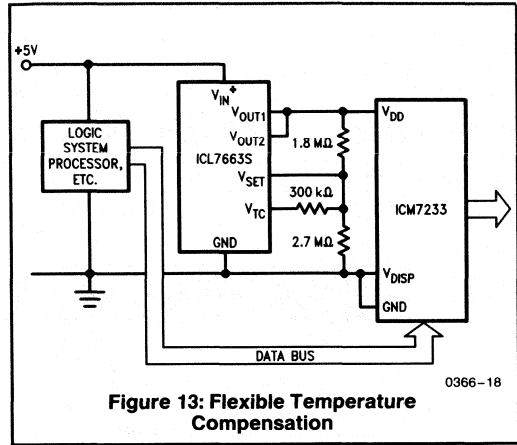 +5V
LOGIC
SYSTEM
PROCESSOR,
ETC.
V_IN^+
V_OUT1
V_OUT2
ICL7663S
V_SET
V_TC
GND
1.8 MΩ
300 kΩ
2.7 MΩ
V_DD
ICM7233
V_DISP
GND
DATA BUS
0366–18
Figure 13: Flexible Temperature
Compensation